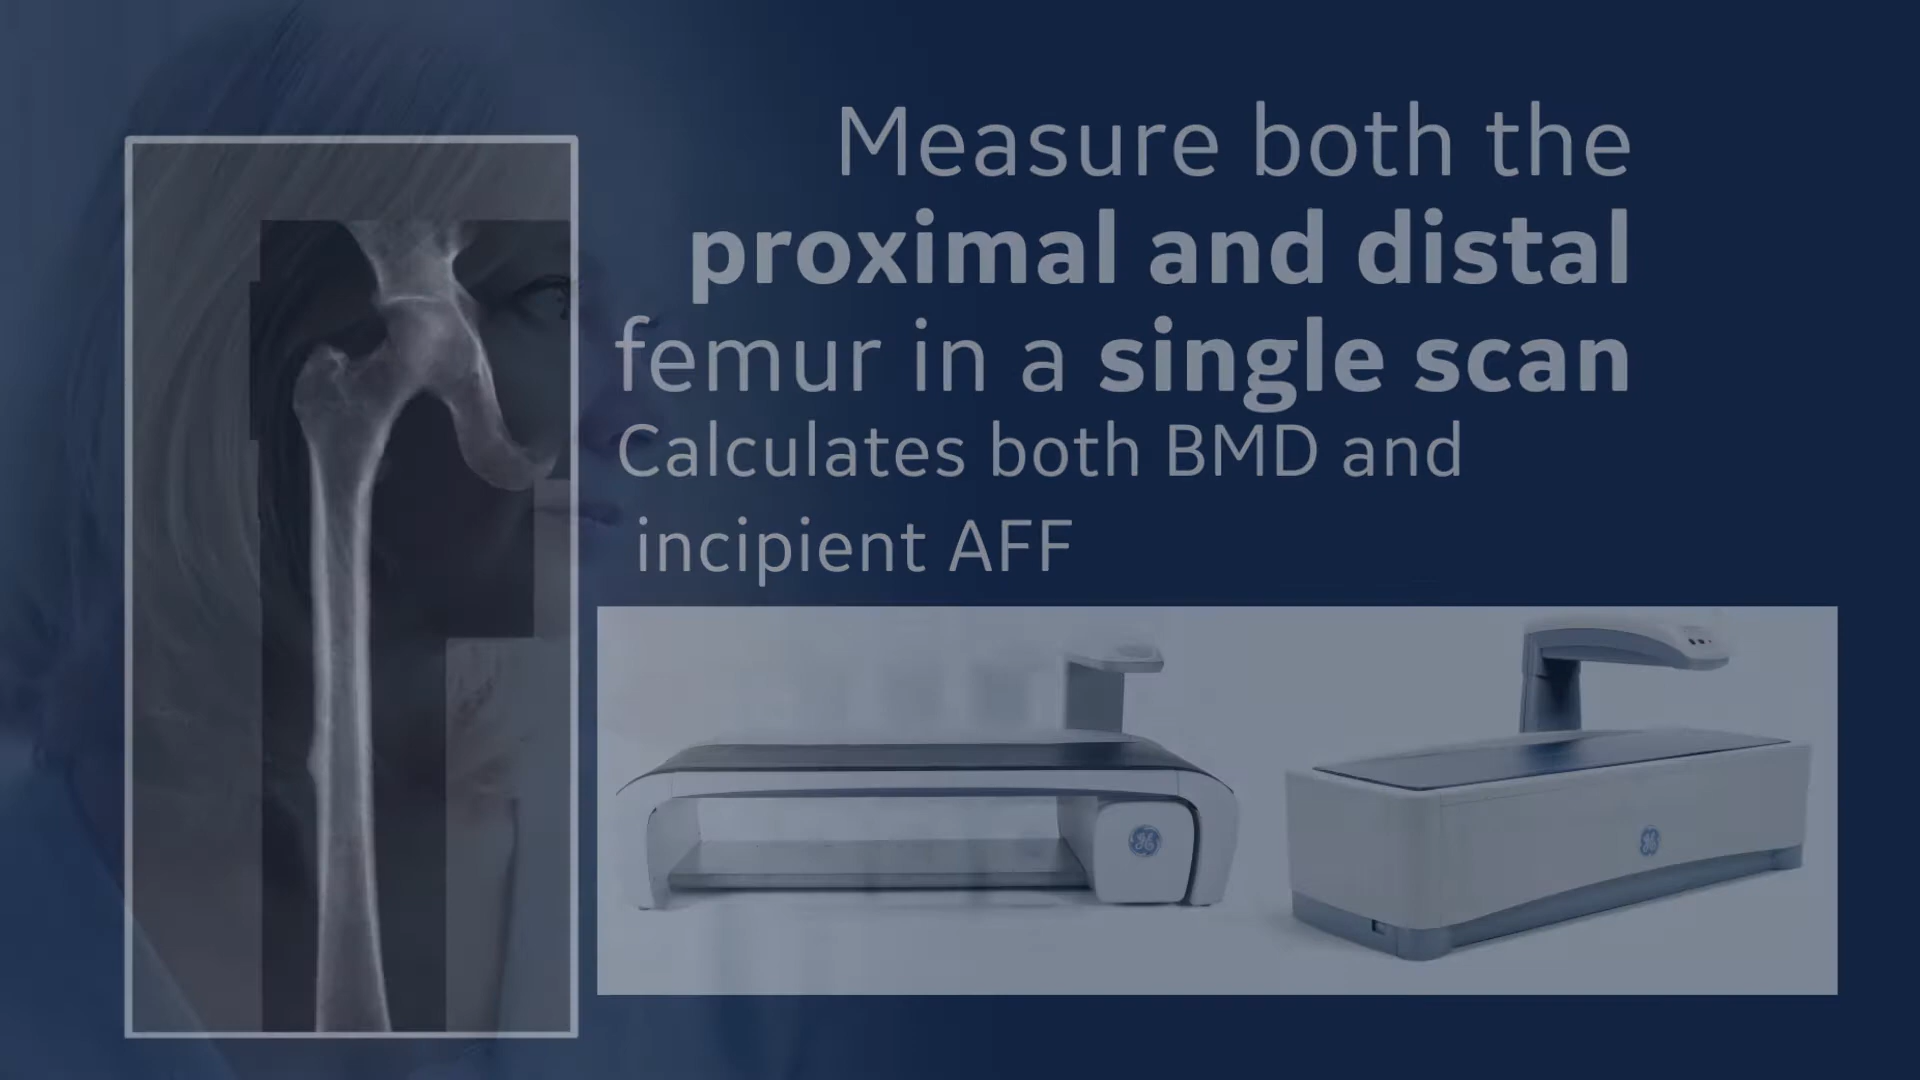 Measure both the
proximal and distal
femur in a single scan
Calculates both BMD and
incipient AFF